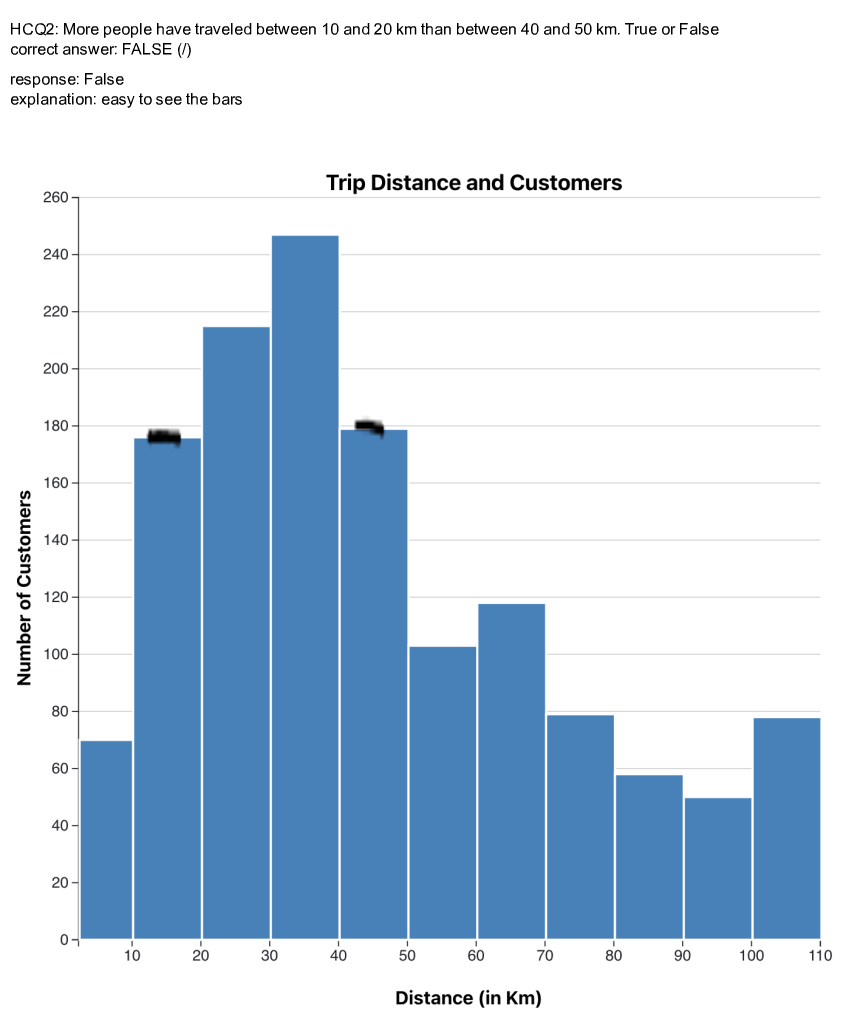 HCQ2: More people have traveled between 10 and 20 km than between 40 and 50 km. True or False
correct answer: FALSE (/)
response: False
explanation: easy to see the bars
Trip Distance and Customers
260
240
220
200
180
160
140
120
100
80
60
40
20
0
Number of Customers
10 20 30 40 50 60 70 80 90 100 110
Distance (in Km)